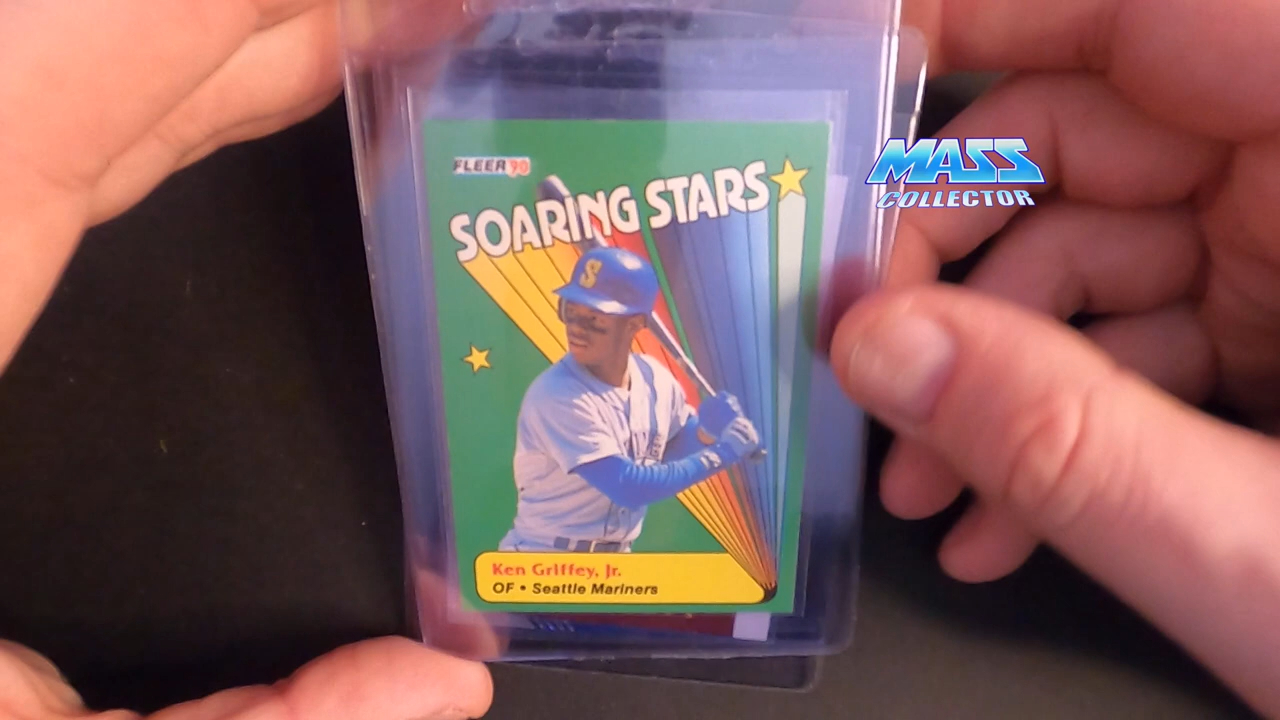 FLEER 90
SOARING STARS
S
Ken Griffey, Jr.
OF • Seattle Mariners
MASS
COLLECTOR